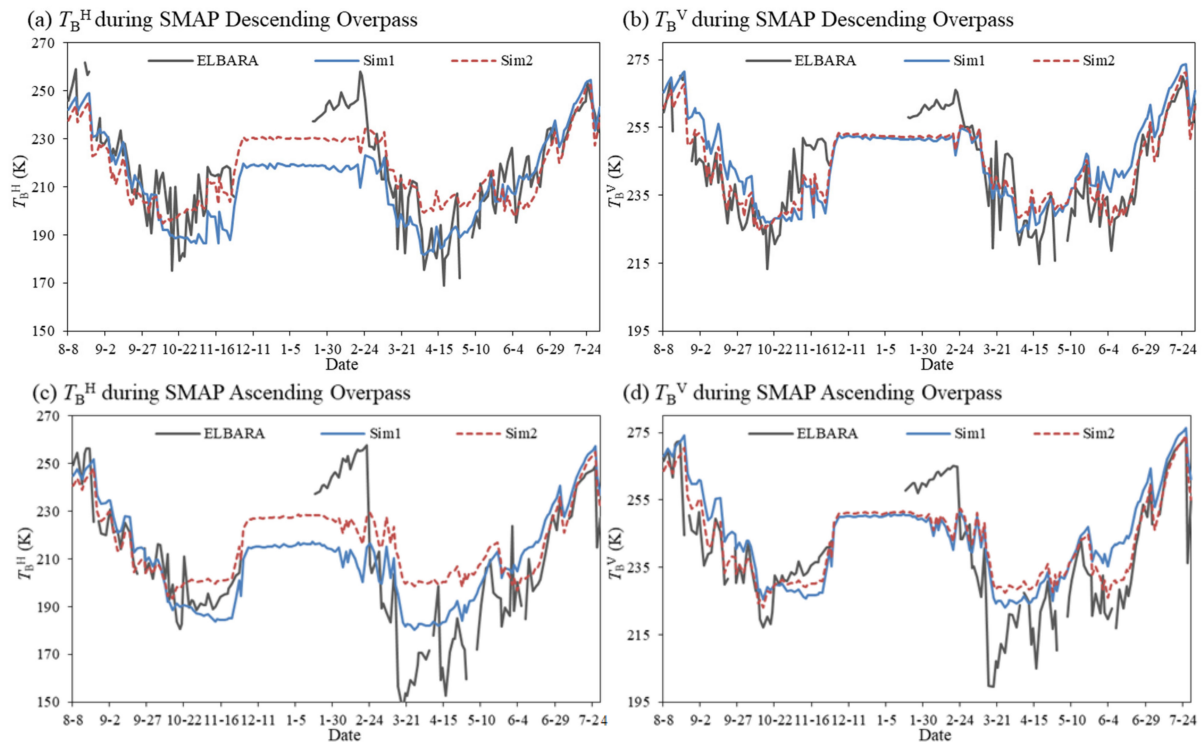 (a) T_B^H during SMAP Descending Overpass
270
250
230
210
190
170
150
T_B^H (K)
ELBARA Sim1 Sim2
8-8 9-2 9-27 10-22 11-16 12-11 1-5 1-30 2-24 3-21 4-15 5-10 6-4 6-29 7-24
Date
(b) T_B^V during SMAP Descending Overpass
275
255
235
215
195
T_B^V (K)
ELBARA Sim1 Sim2
8-8 9-2 9-27 10-22 11-16 12-11 1-5 1-30 2-24 3-21 4-15 5-10 6-4 6-29 7-24
Date
(c) T_B^H during SMAP Ascending Overpass
270
250
230
210
190
170
150
T_B^H (K)
ELBARA Sim1 Sim2
8-8 9-2 9-27 10-22 11-16 12-11 1-5 1-30 2-24 3-21 4-15 5-10 6-4 6-29 7-24
Date
(d) T_B^V during SMAP Ascending Overpass
275
255
235
215
195
T_B^V (K)
ELBARA Sim1 Sim2
8-8 9-2 9-27 10-22 11-16 12-11 1-5 1-30 2-24 3-21 4-15 5-10 6-4 6-29 7-24
Date